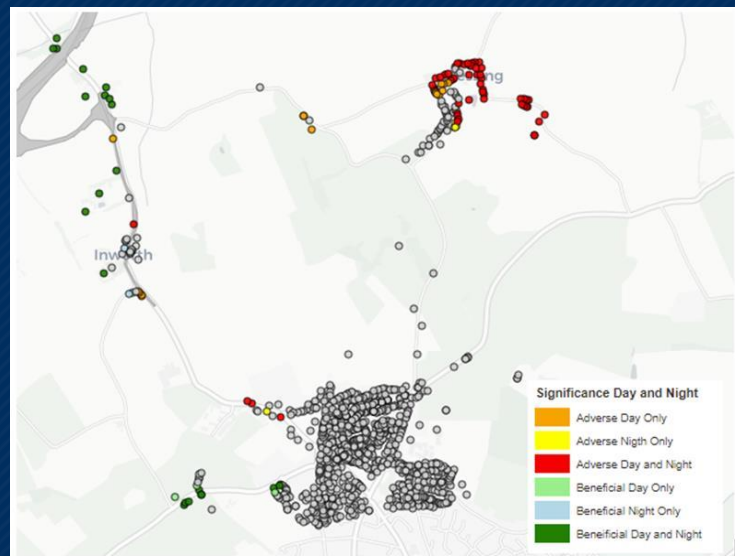 Inworth
Significance Day and Night
Adverse Day Only
Adverse Nigth Only
Adverse Day and Night
Beneficial Day Only
Beneficial Night Only
Beneificial Day and Night